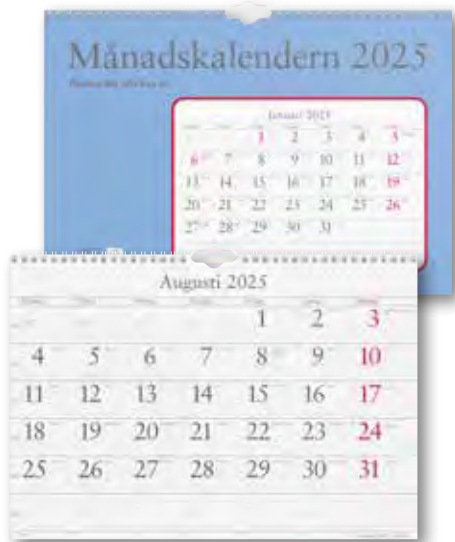 Månadskalendern 2025
Januari 2025
1 2 3 4 5
6 7 8 9 10 11 12
13 14 15 16 17 18 19
20 21 22 23 24 25 26
27 28 29 30 31
Augusti 2025
1 2 3
4 5 6 7 8 9 10
11 12 13 14 15 16 17
18 19 20 21 22 23 24
25 26 27 28 29 30 31